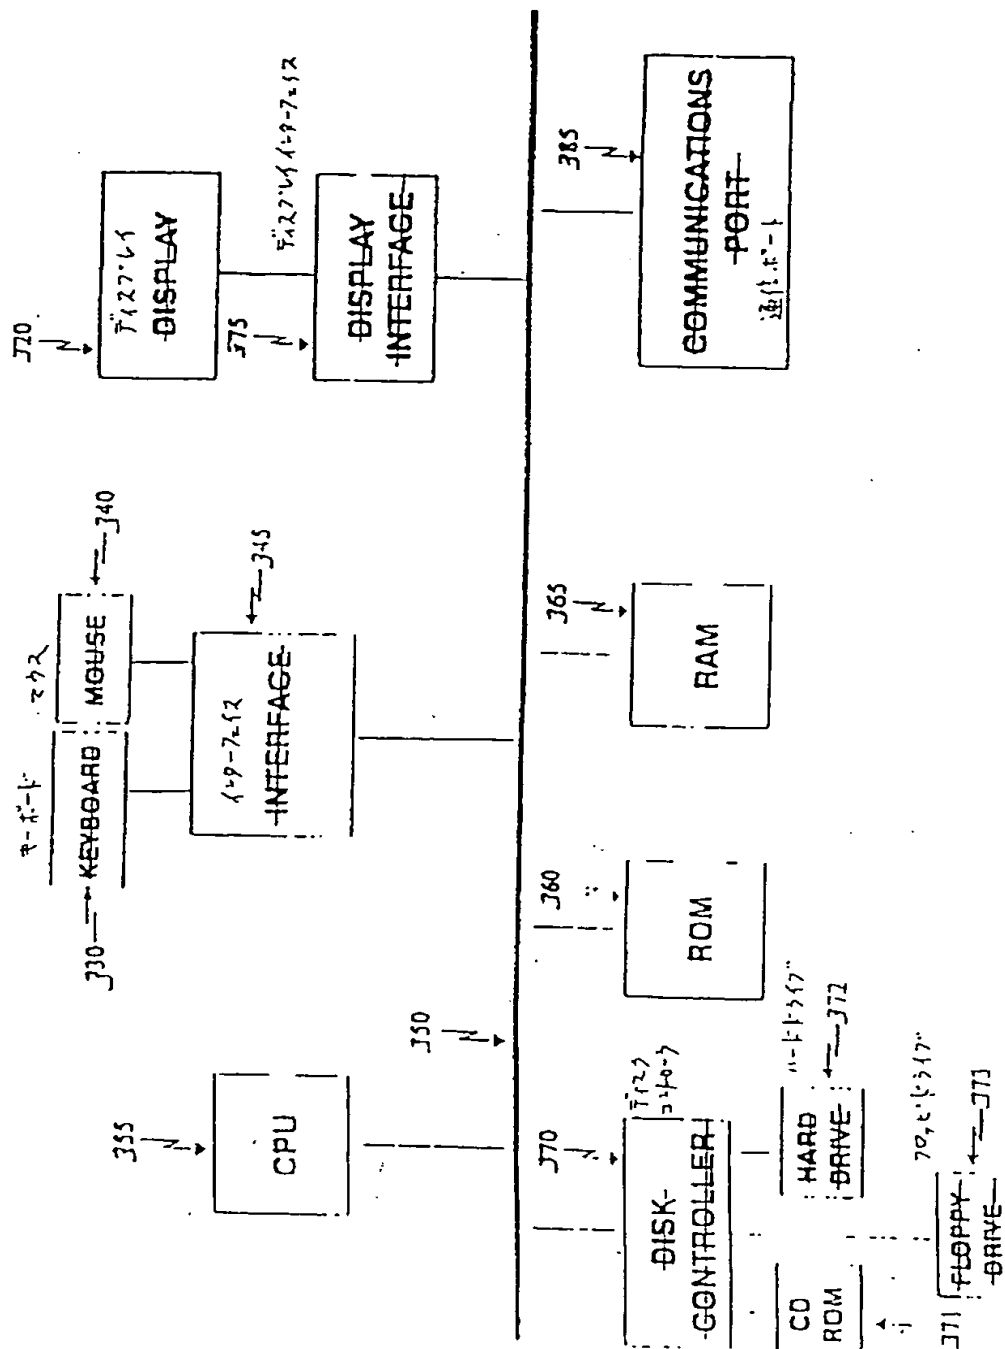 355
CPU
キーボード
330
KEYBOARD
マウス
MOUSE
340
インターフェイス
INTERFACE
345
320
ディスプレイ
DISPLAY
375
ディスプレイインターフェイス
DISPLAY
INTERFACE
350
370
ディスク
コントローラ
DISK
CONTROLLER
360
ROM
365
RAM
385
COMMUNICATIONS
PORT
通信ポート
CD
ROM
ハードドライブ
HARD
DRIVE
372
371
フロッピードライブ
FLOPPY
DRIVE
373